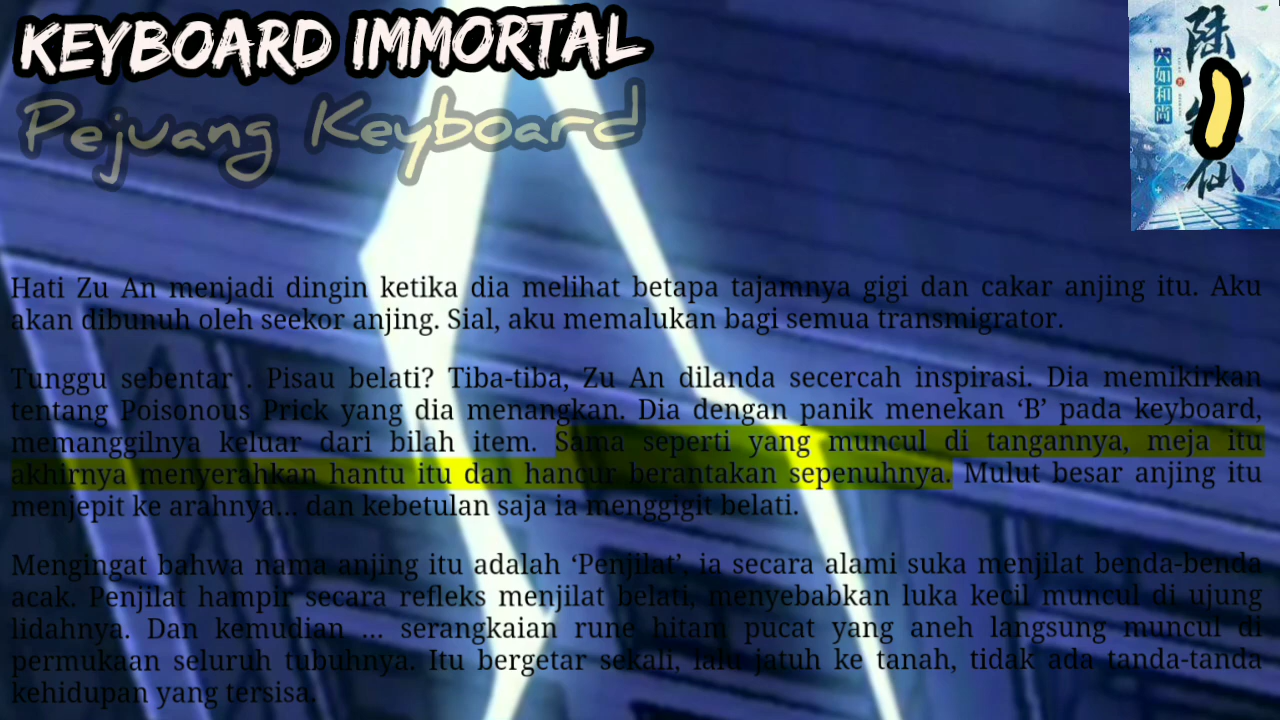 KEYBOARD IMMORTAL
Pejuang Keyboard
陆
仙
六如和尚
Hati Zu An menjadi dingin ketika dia melihat betapa tajamnya gigi dan cakar anjing itu. Aku
akan dibunuh oleh seekor anjing. Sial, aku memalukan bagi semua transmigrator.
Tunggu sebentar . Pisau belati? Tiba-tiba, Zu An dilanda secercah inspirasi. Dia memikirkan
tentang Poisonous Prick yang dia menangkan. Dia dengan panik menekan ‘B’ pada keyboard,
memanggilnya keluar dari bilah item. Sama seperti yang muncul di tangannya, meja itu
akhirnya menyerahkan hantu itu dan hancur berantakan sepenuhnya. Mulut besar anjing itu
menjepit ke arahnya... dan kebetulan saja ia menggigit belati.
Mengingat bahwa nama anjing itu adalah ‘Penjilat’, ia secara alami suka menjilat benda-benda
acak. Penjilat hampir secara refleks menjilat belati, menyebabkan luka kecil muncul di ujung
lidahnya. Dan kemudian ... serangkaian rune hitam pucat yang aneh langsung muncul di
permukaan seluruh tubuhnya. Itu bergetar sekali, lalu jatuh ke tanah, tidak ada tanda-tanda
kehidupan yang tersisa.